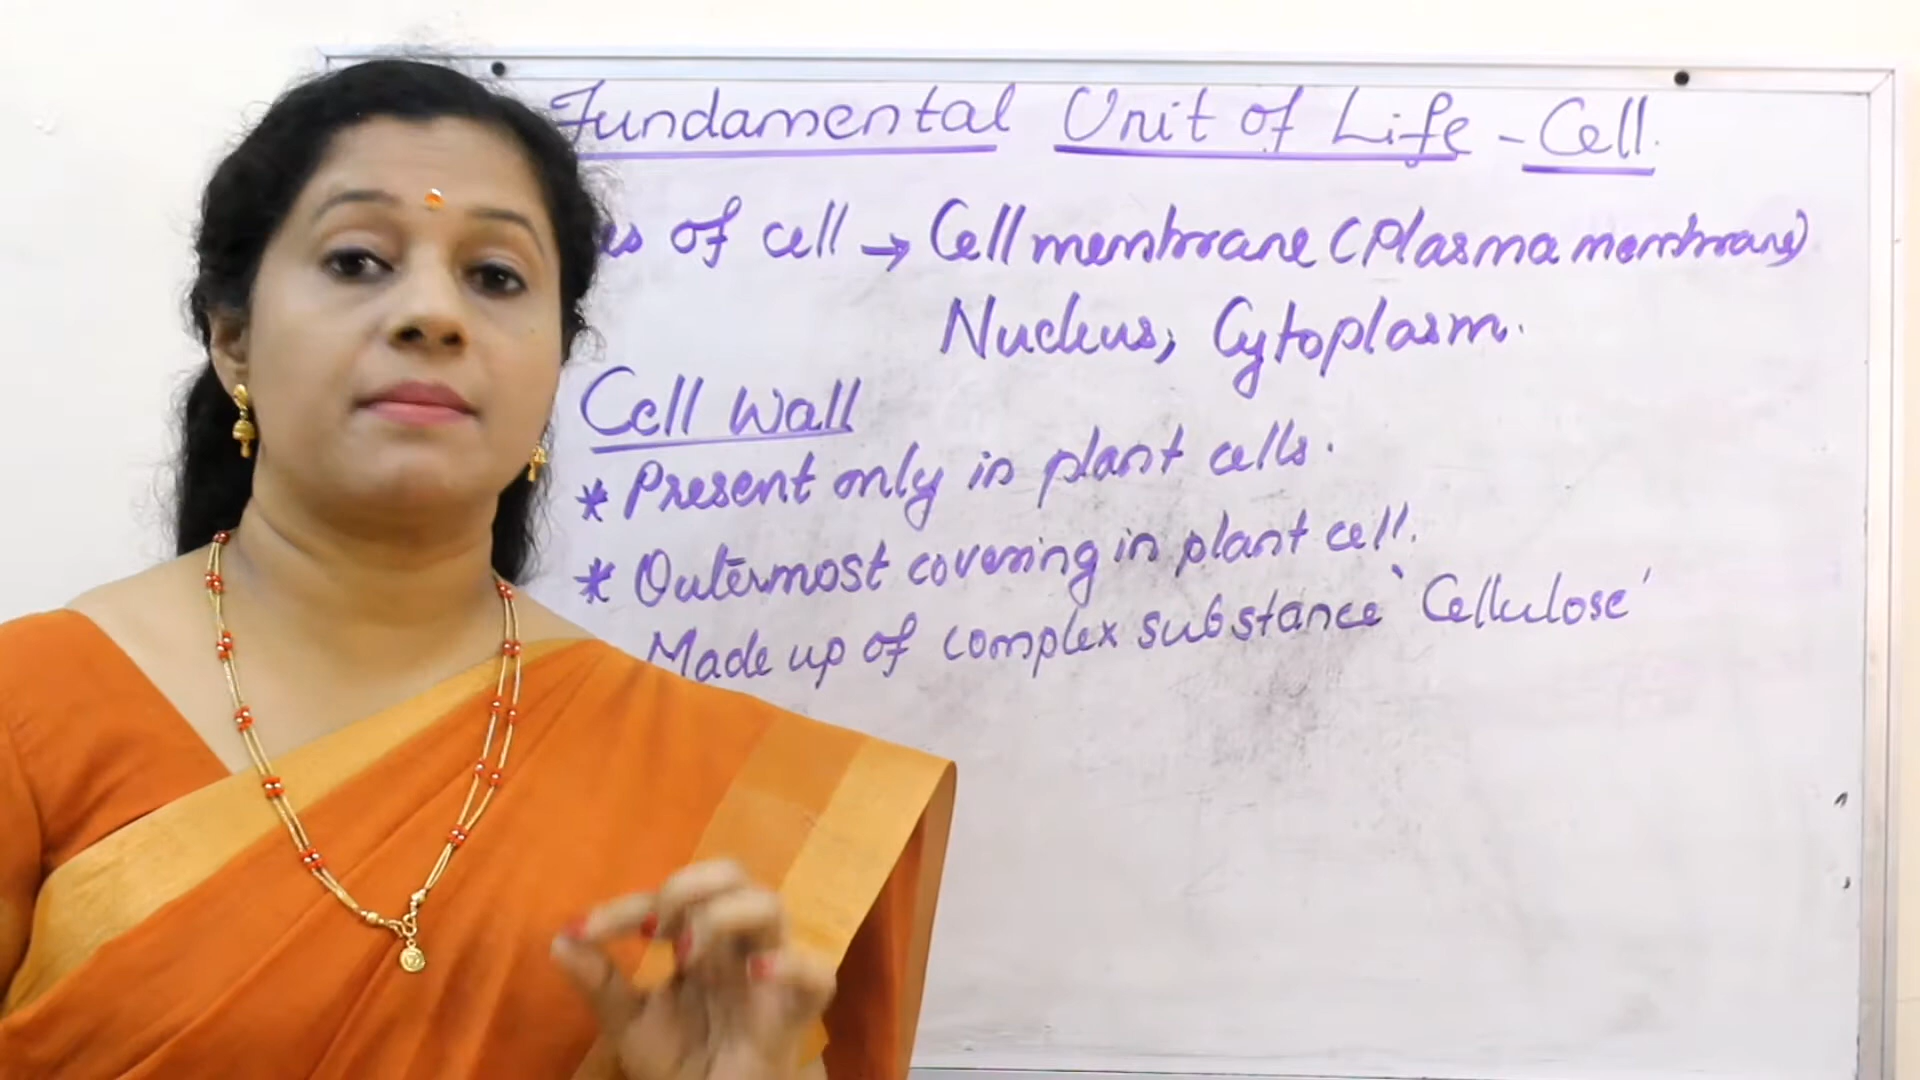 Fundamental Unit of Life - Cell.
of cell → Cell membrane (Plasma membrane)
Nucleus, Cytoplasm.
Cell Wall
* Present only in plant cells.
* Outermost covering in plant cell.
Made up of complex substance `Cellulose'